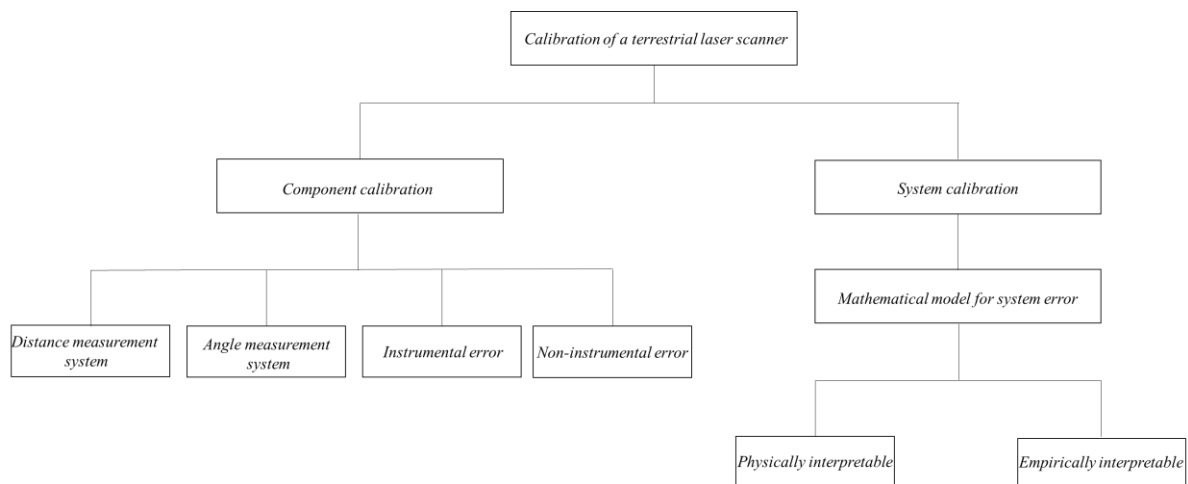 Calibration of a terrestrial laser scanner
Component calibration
System calibration
Mathematical model for system error
Distance measurement
system
Angle measurement
system
Instrumental error
Non-instrumental error
Physically interpretable
Empirically interpretable